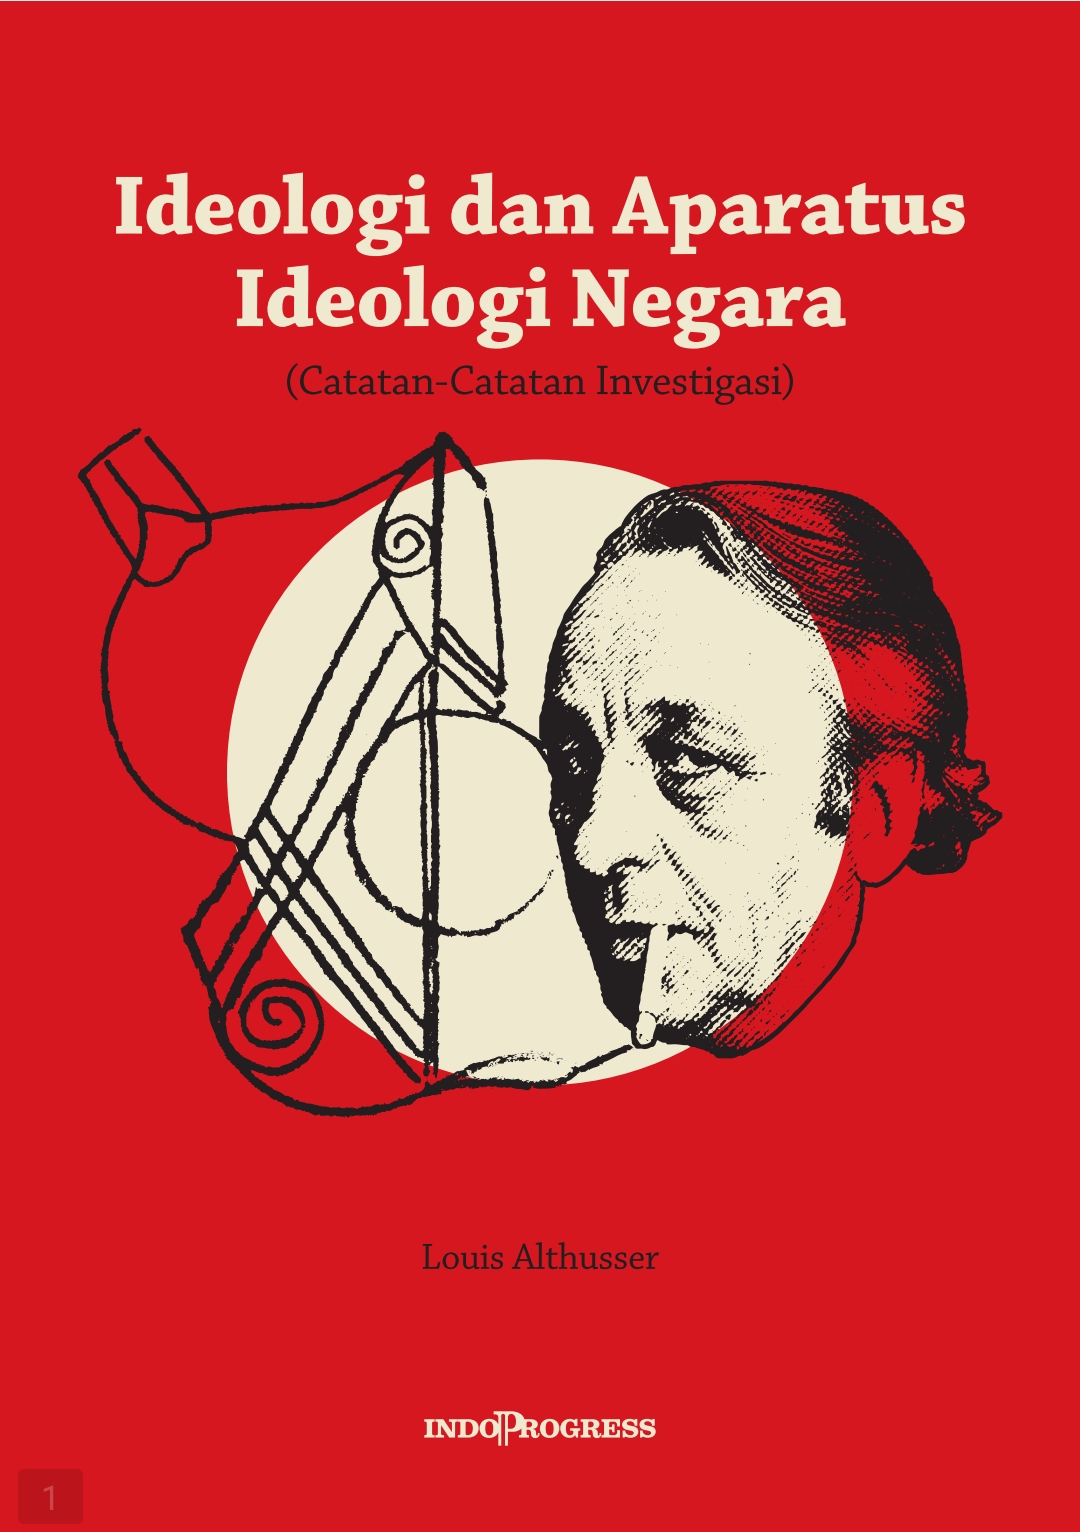 Ideologi dan Aparatus
Ideologi Negara
(Catatan-Catatan Investigasi)
Louis Althusser
INDOPROGRESS
1